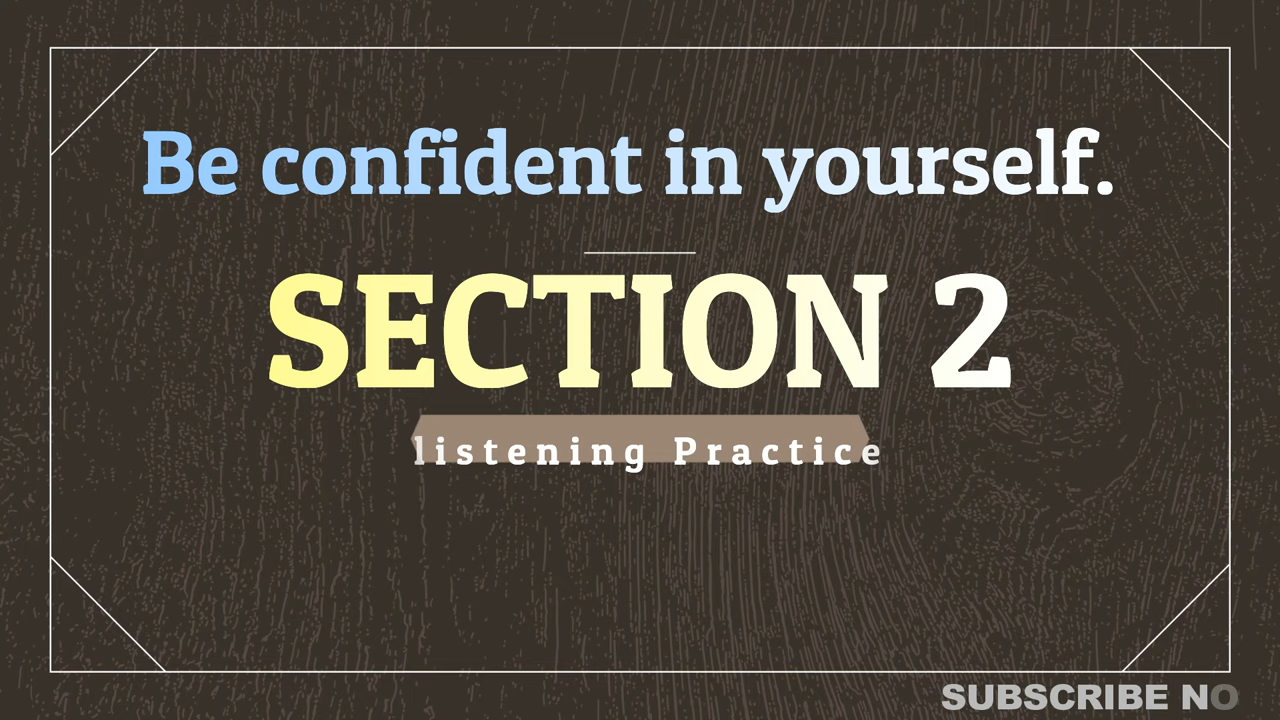 Be confident in yourself.
SECTION 2
listening Practice
SUBSCRIBE NO